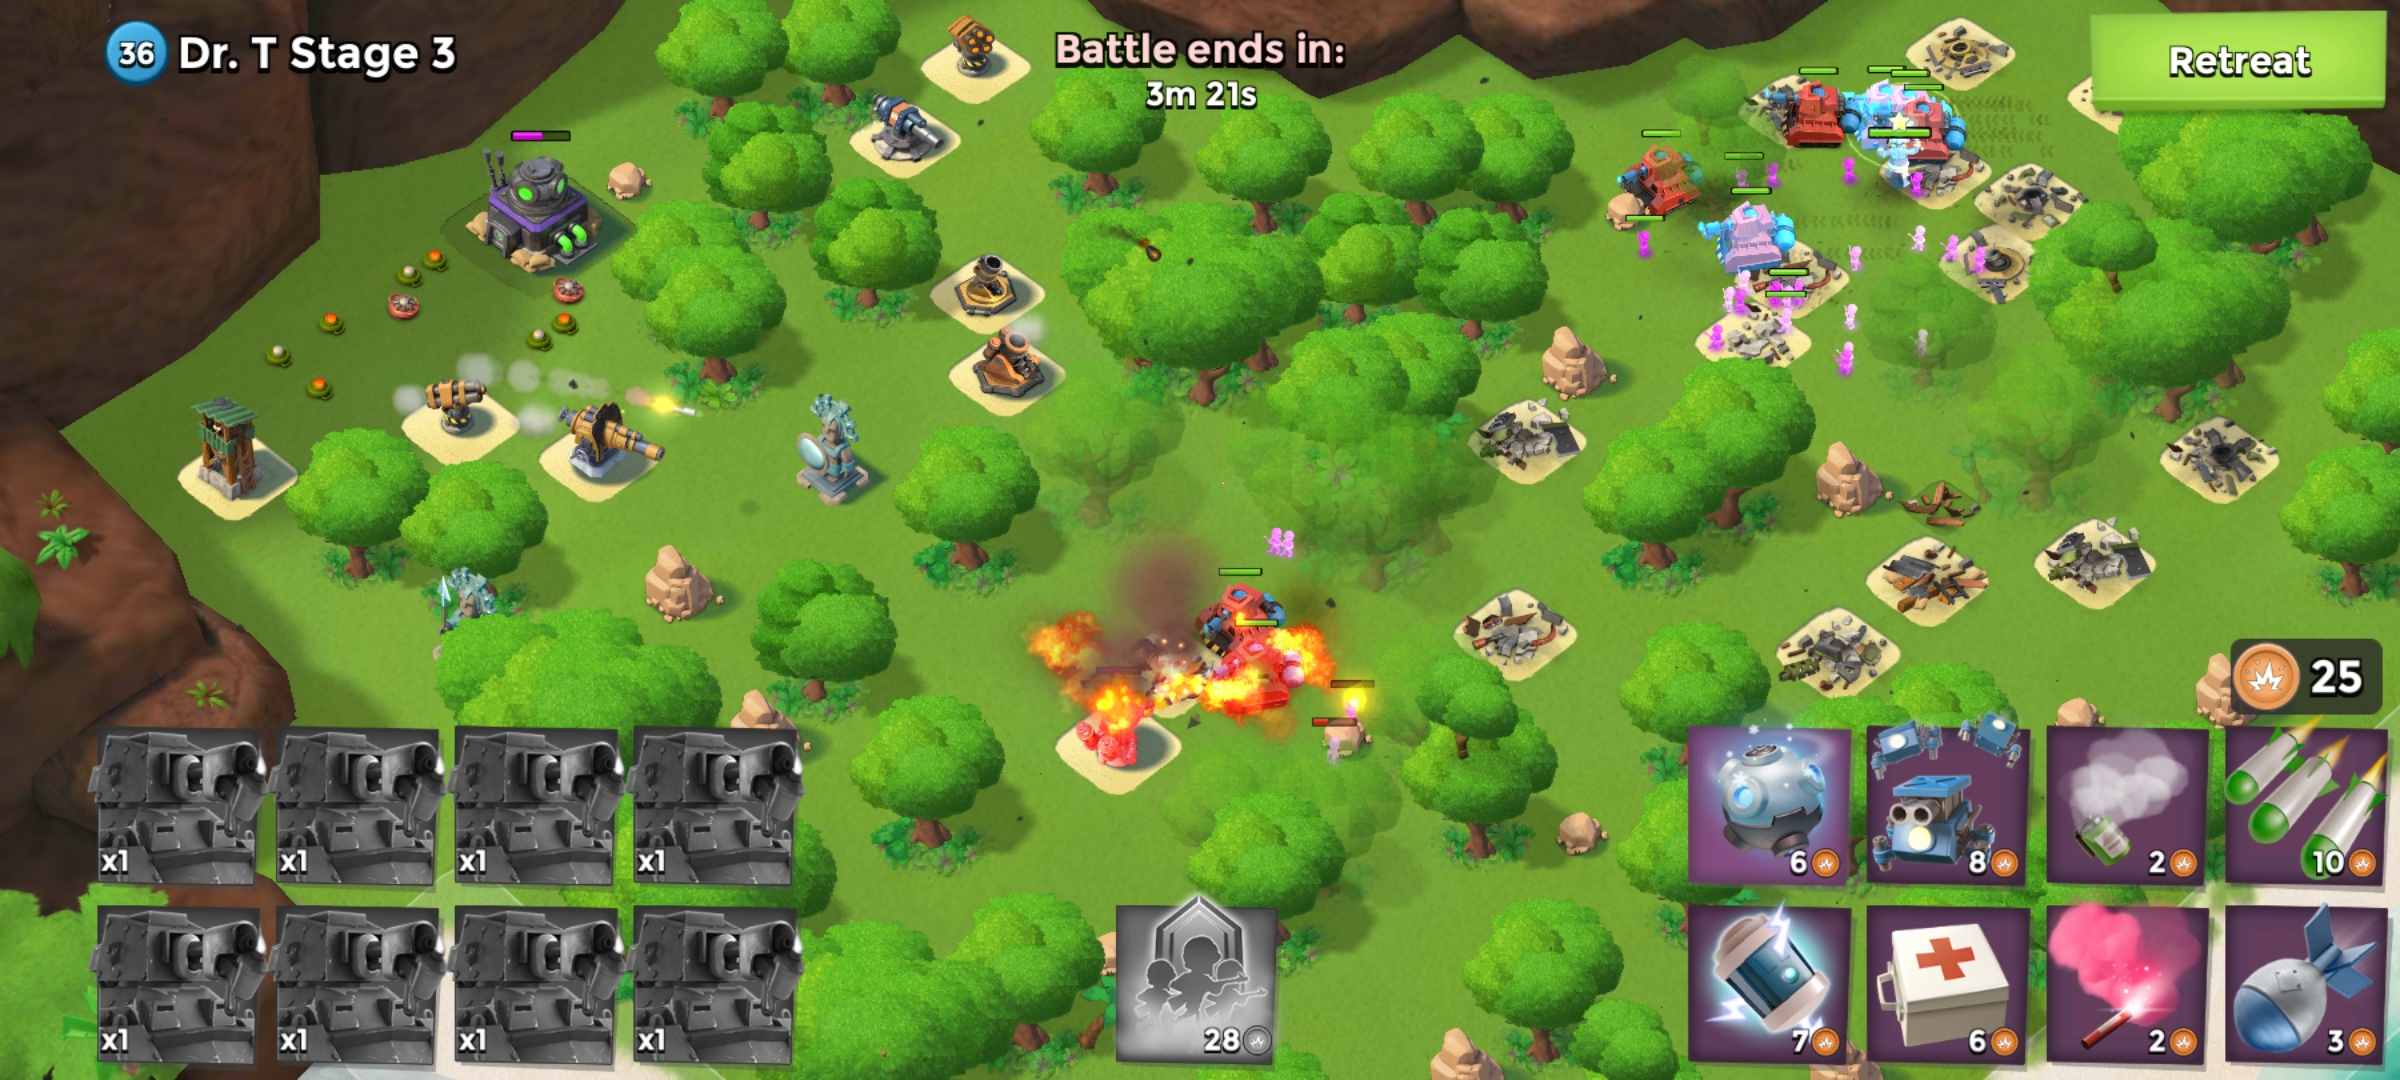 36 Dr. T Stage 3
Battle ends in:
3m 21s
Retreat
25
x1 x1 x1 x1
6 8 2 10
x1 x1 x1 x1
28
7 6 2 3